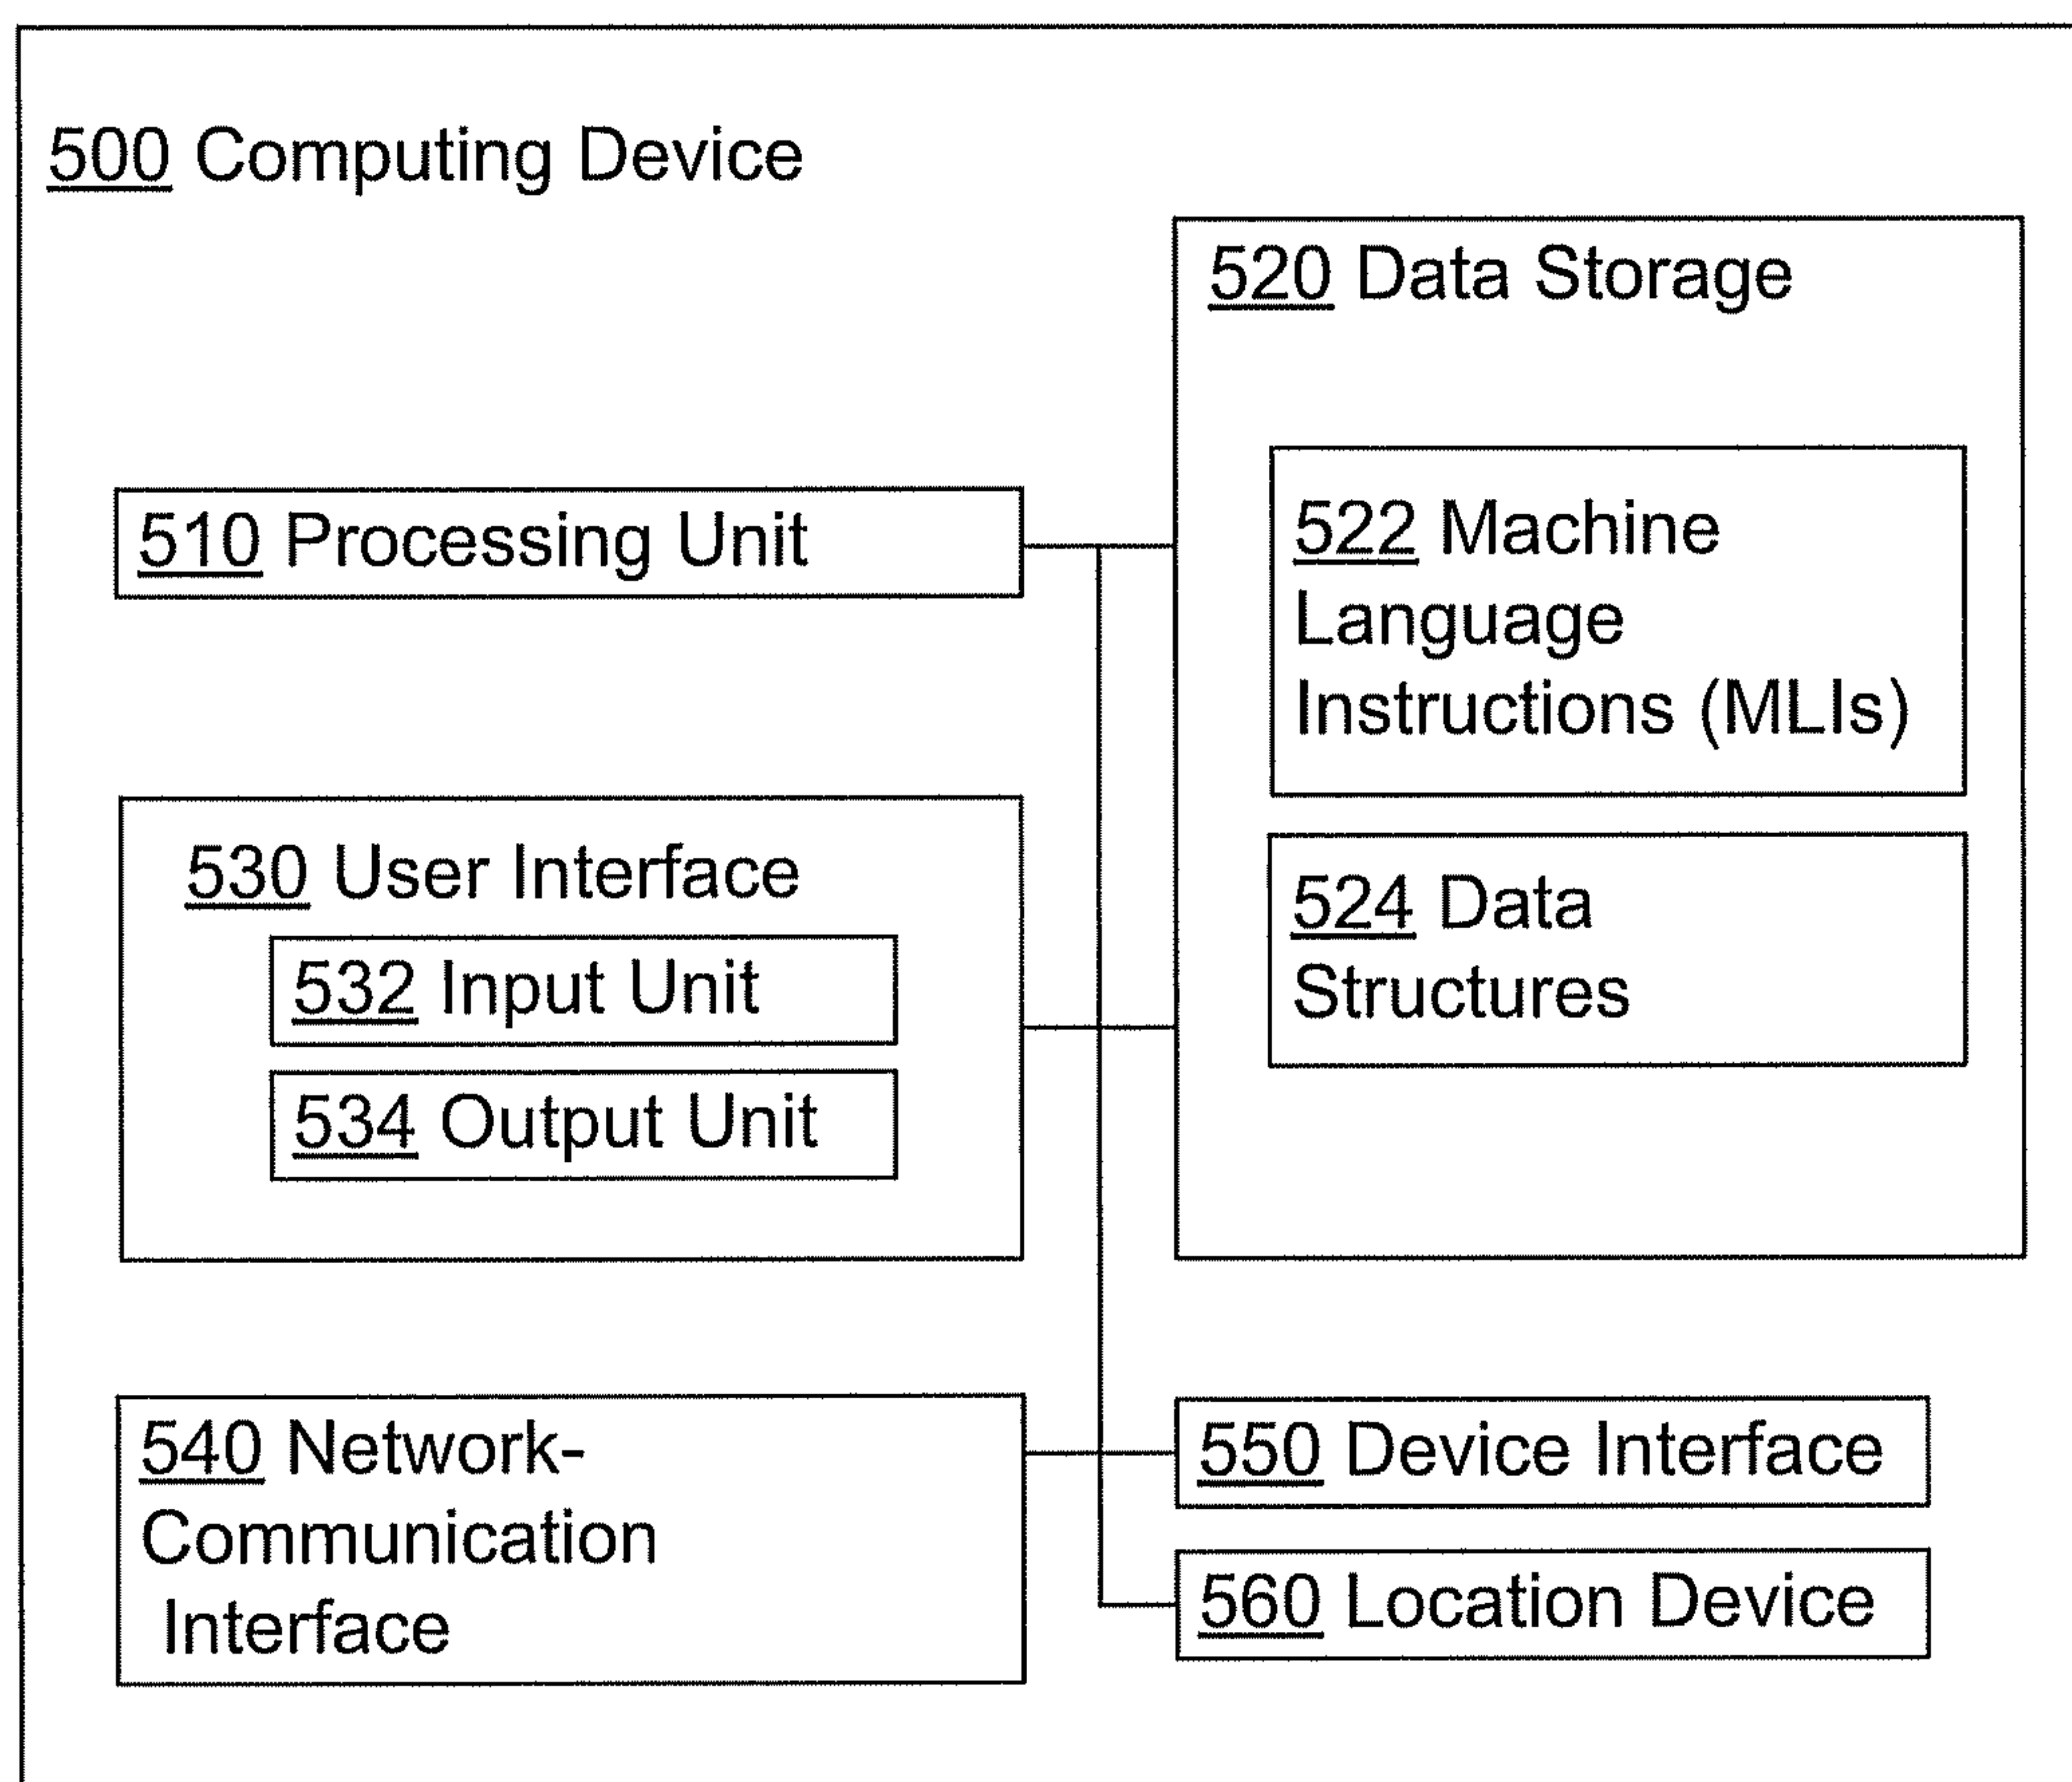 500 Computing Device
520 Data Storage
510 Processing Unit
522 Machine
Language
Instructions (MLIs)
530 User Interface
532 Input Unit
534 Output Unit
524 Data
Structures
540 Network-
Communication
Interface
550 Device Interface
560 Location Device